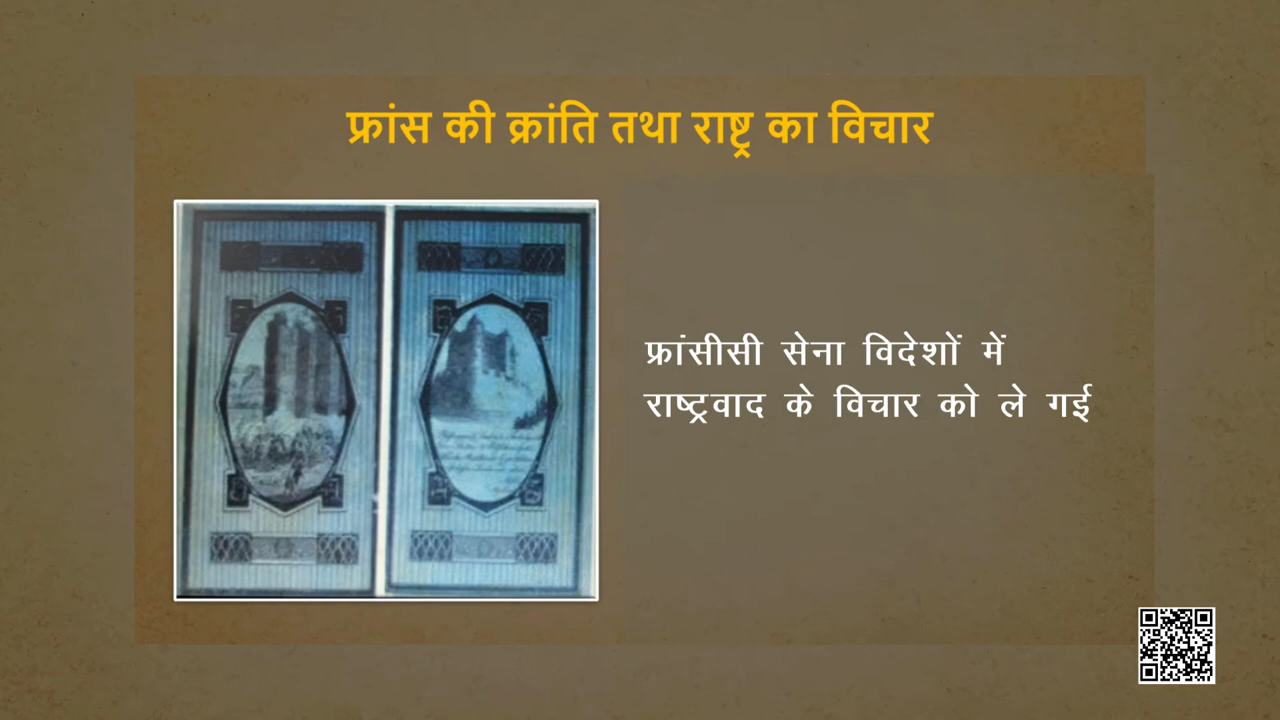 फ्रांस की क्रांति तथा राष्ट्र का विचार
फ्रांसीसी सेना विदेशों में
राष्ट्रवाद के विचार को ले गई